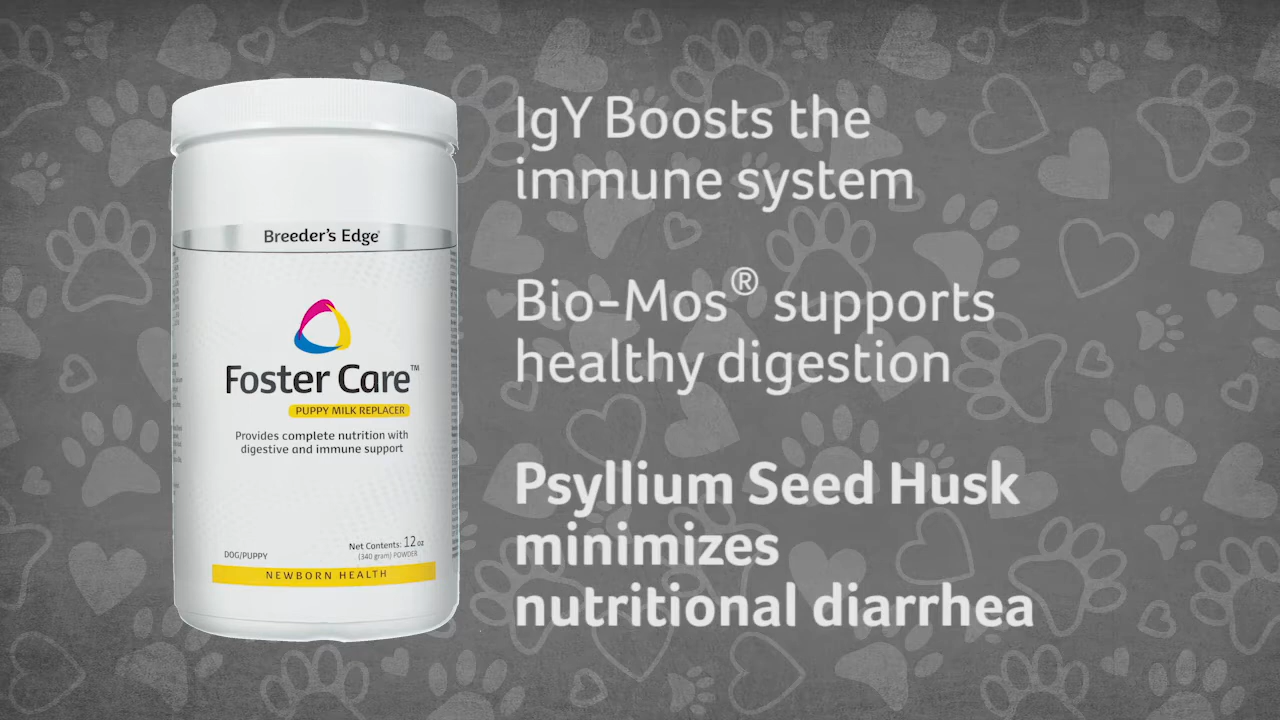 Breeder's Edge®
Foster Care™
PUPPY MILK REPLACER
Provides complete nutrition with
digestive and immune support
DOG/PUPPY
Net Contents: 12 oz
(340 gram) POWDER
NEWBORN HEALTH
IgY Boosts the
immune system
Bio-Mos® supports
healthy digestion
Psyllium Seed Husk
minimizes
nutritional diarrhea